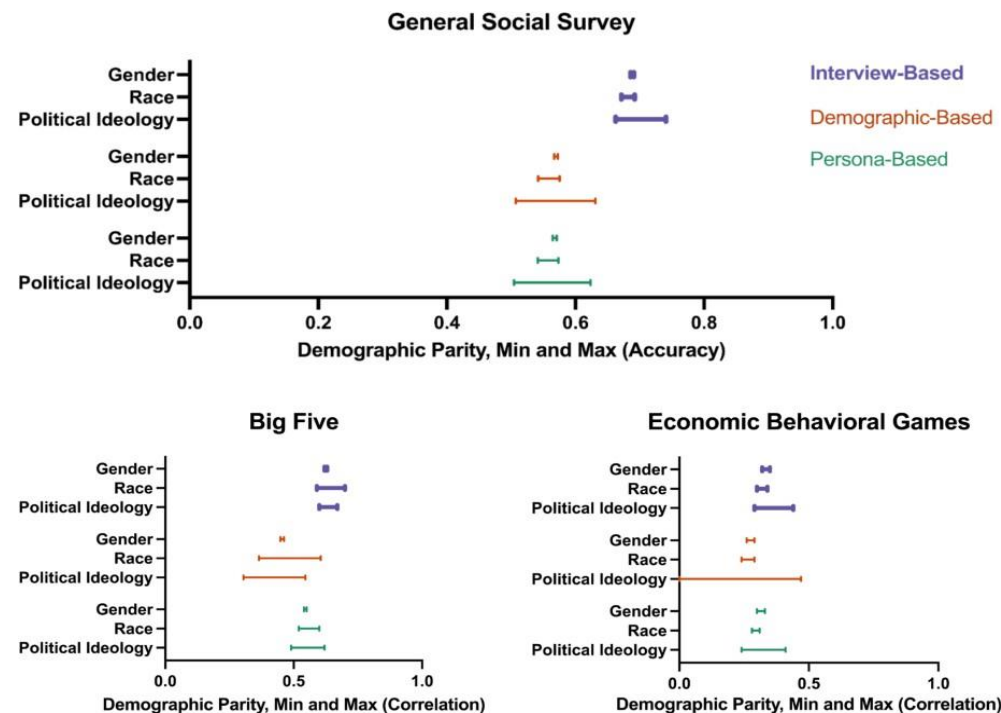 General Social Survey
Gender
Race
Political Ideology
Gender
Race
Political Ideology
Gender
Race
Political Ideology
0.0 0.2 0.4 0.6 0.8 1.0
Demographic Parity, Min and Max (Accuracy)
Interview-Based
Demographic-Based
Persona-Based
Big Five
Gender
Race
Political Ideology
Gender
Race
Political Ideology
Gender
Race
Political Ideology
0.0 0.5 1.0
Demographic Parity, Min and Max (Correlation)
Economic Behavioral Games
Gender
Race
Political Ideology
Gender
Race
Political Ideology
Gender
Race
Political Ideology
0.0 0.5 1.0
Demographic Parity, Min and Max (Correlation)